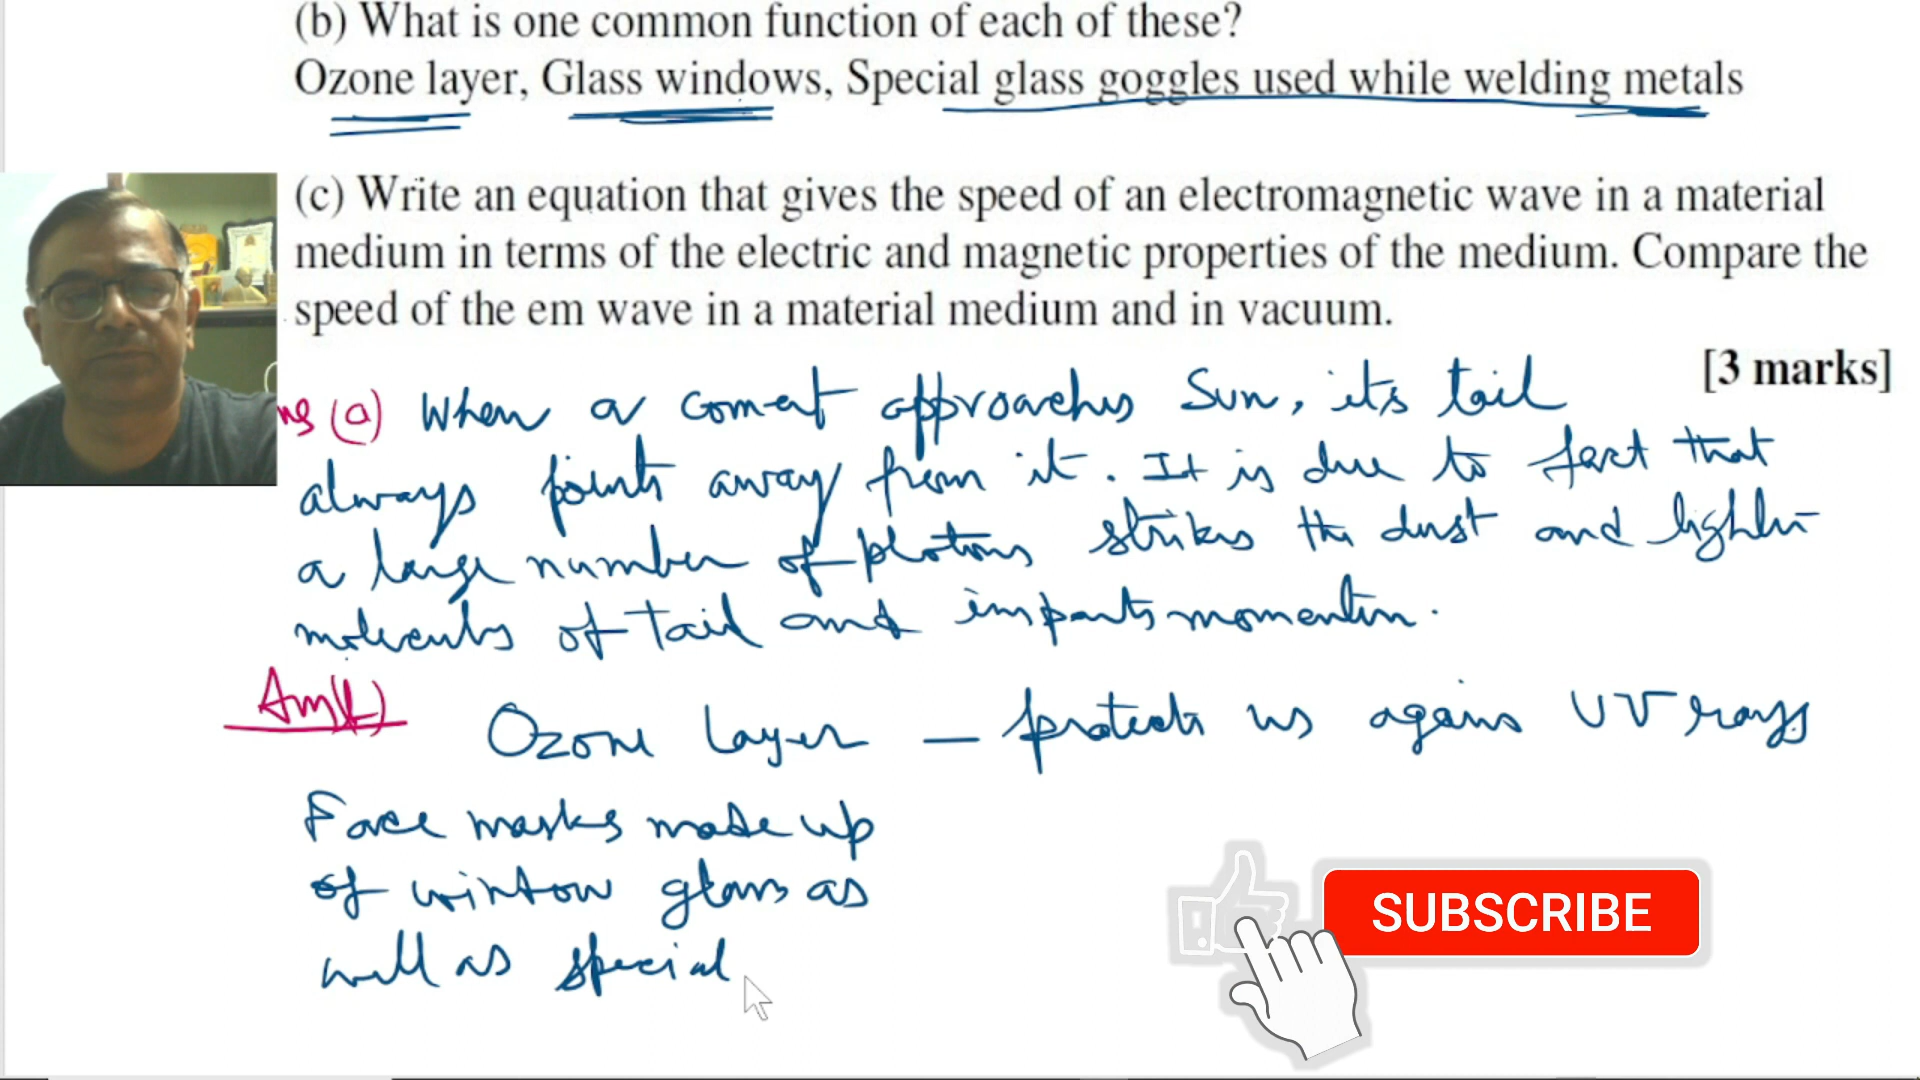 (b) What is one common function of each of these?
Ozone layer, Glass windows, Special glass goggles used while welding metals
(c) Write an equation that gives the speed of an electromagnetic wave in a material
medium in terms of the electric and magnetic properties of the medium. Compare the
speed of the em wave in a material medium and in vacuum.
[3 marks]
(a) When a comet approaches Sun, its tail
always points away from it. It is due to fact that
a large number of photons strikes the dust and lighter
molecules of tail and imparts momentum.
Ans(b) Ozone Layer – protects us agains UV rays
Face masks made up
of window glass as
well as special
SUBSCRIBE